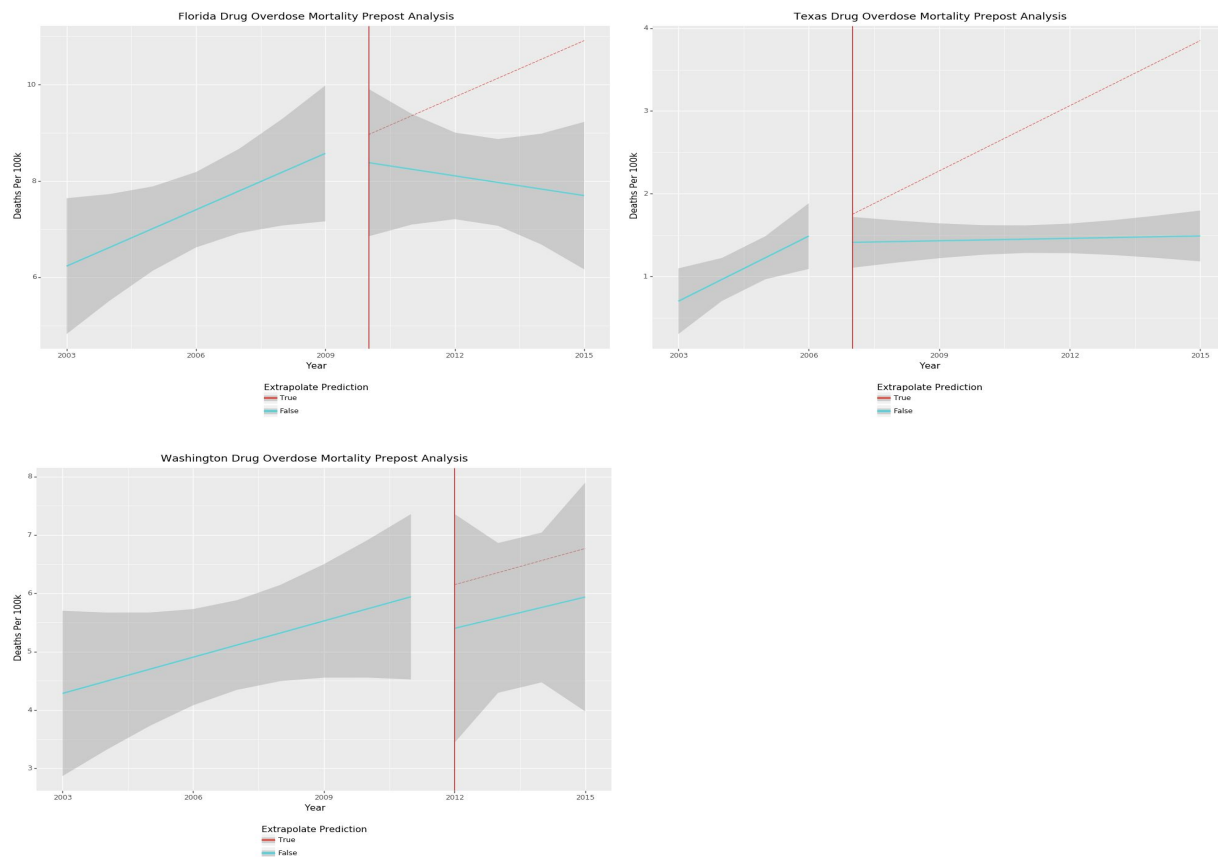 Florida Drug Overdose Mortality Prepost Analysis
10
8
6
Deaths Per 100k
2003
2006
2009
2012
2015
Year
Extrapolate Prediction
True
False
Texas Drug Overdose Mortality Prepost Analysis
4
3
2
1
Deaths Per 100k
2003
2006
2009
2012
2015
Year
Extrapolate Prediction
True
False
Washington Drug Overdose Mortality Prepost Analysis
8
7
6
5
4
3
Deaths Per 100k
2003
2006
2009
2012
2015
Year
Extrapolate Prediction
True
False